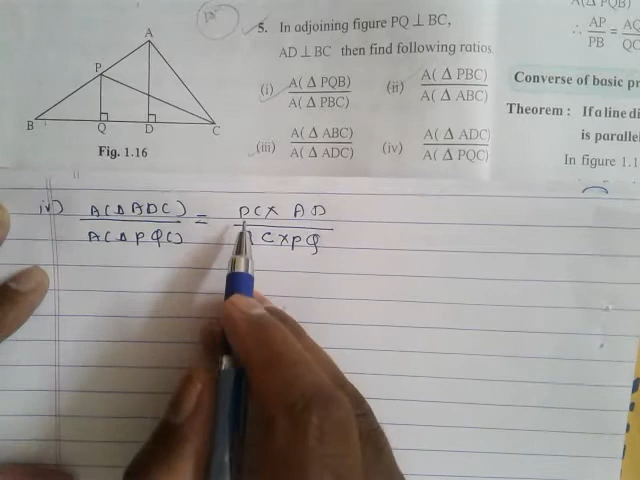 A(Δ PQB)
∴ AP/PB = AQ/QC
5. In adjoining figure PQ ⊥ BC,
AD ⊥ BC then find following ratios
(i) A(Δ PQB)/A(Δ PBC) (ii) A(Δ PBC)/A(Δ ABC)
(iii) A(Δ ABC)/A(Δ ADC) (iv) A(Δ ADC)/A(Δ PQC)
A
P
B Q D C
Fig. 1.16
Converse of basic pr
Theorem : If a line di
is paralle
In figure 1.1
iv) A(Δ ADC)/A(Δ PQC) = DC × AD / C × PQ